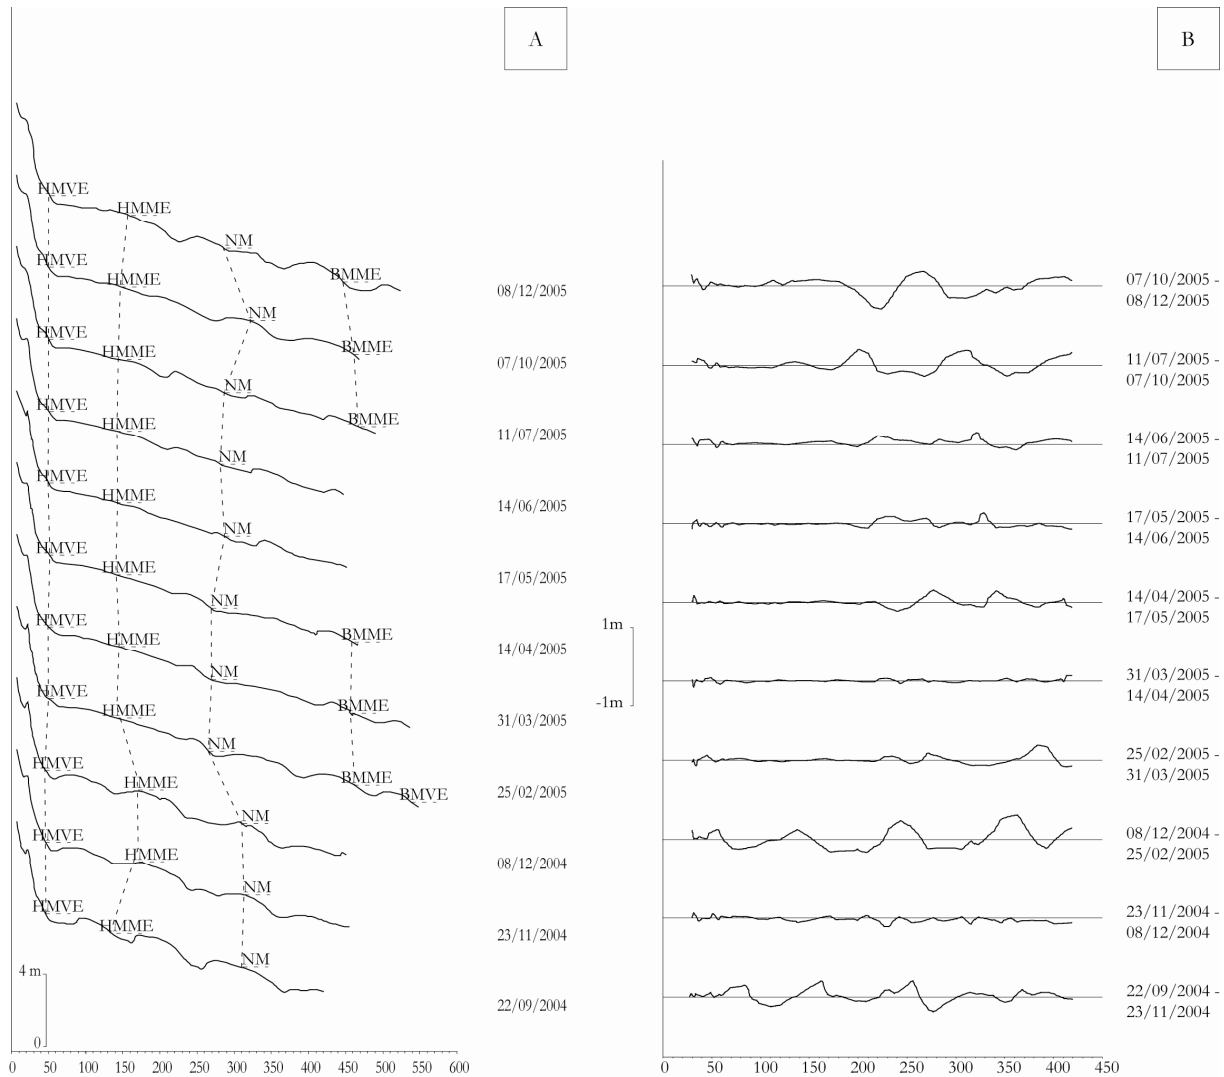 A
B
HMVE
HMME
NM
BMME
08/12/2005
HMVE
HMME
NM
BMME
07/10/2005
HMVE
HMME
NM
BMME
11/07/2005
HMVE
HMME
NM
14/06/2005
HMVE
HMME
NM
17/05/2005
HMVE
HMME
NM
BMME
14/04/2005
HMVE
HMME
NM
BMME
31/03/2005
HMVE
HMME
NM
BMME
BMVE
25/02/2005
HMVE
HMME
NM
08/12/2004
HMVE
HMME
NM
23/11/2004
HMVE
HMME
NM
22/09/2004
4 m
0
0 50 100 150 200 250 300 350 400 450 500 550 600
1m
-1m
07/10/2005 -
08/12/2005
11/07/2005 -
07/10/2005
14/06/2005 -
11/07/2005
17/05/2005 -
14/06/2005
14/04/2005 -
17/05/2005
31/03/2005 -
14/04/2005
25/02/2005 -
31/03/2005
08/12/2004 -
25/02/2005
23/11/2004 -
08/12/2004
22/09/2004 -
23/11/2004
0 50 100 150 200 250 300 350 400 450